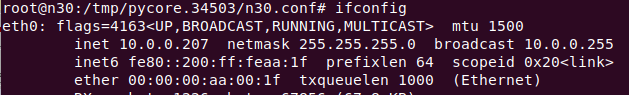 root@n30:/tmp/pycore.34503/n30.conf# ifconfig
eth0: flags=4163<UP,BROADCAST,RUNNING,MULTICAST>  mtu 1500
        inet 10.0.0.207  netmask 255.255.255.0  broadcast 10.0.0.255
        inet6 fe80::200:ff:feaa:1f  prefixlen 64  scopeid 0x20<link>
        ether 00:00:00:aa:00:1f  txqueuelen 1000  (Ethernet)